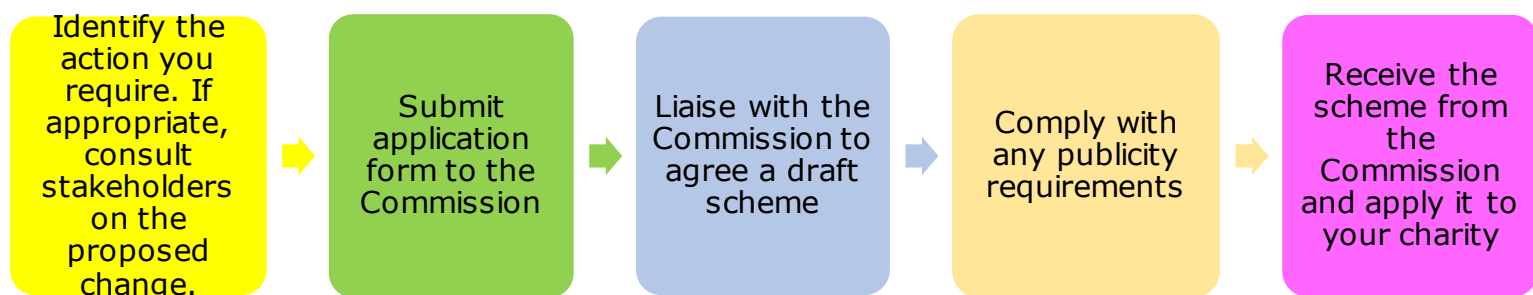 Identify the
action you
require. If
appropriate,
consult
stakeholders
on the
proposed
change.
Submit
application
form to the
Commission
Liaise with the
Commission to
agree a draft
scheme
Comply with
any publicity
requirements
Receive the
scheme from
the
Commission
and apply it to
your charity